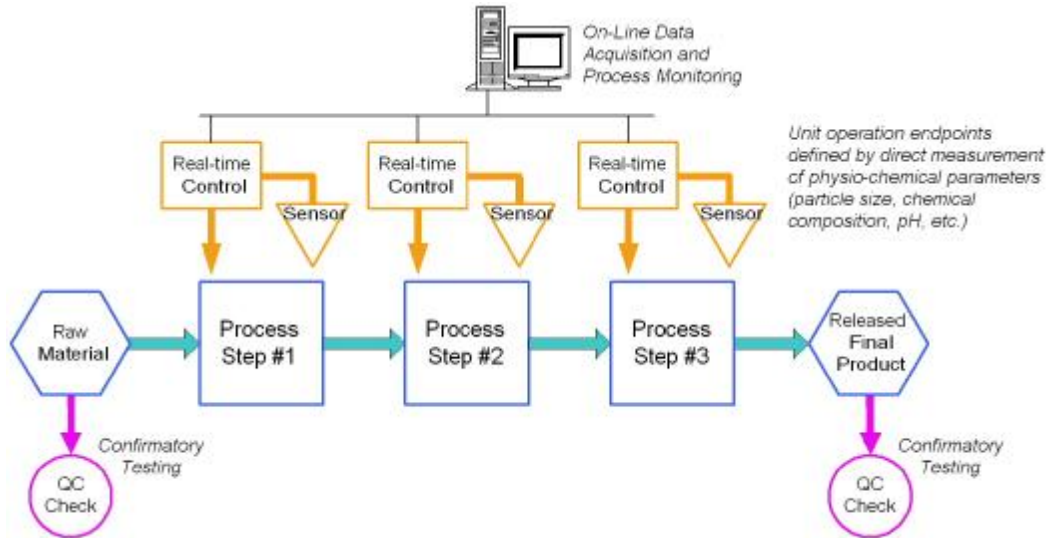 On-Line Data
Acquisition and
Process Monitoring
Unit operation endpoints
defined by direct measurement
of physio-chemical parameters
(particle size, chemical
composition, pH, etc.)
Real-time
Control
Sensor
Real-time
Control
Sensor
Real-time
Control
Sensor
Raw
Material
Process
Step #1
Process
Step #2
Process
Step #3
Released
Final
Product
Confirmatory
Testing
QC
Check
Confirmatory
Testing
QC
Check